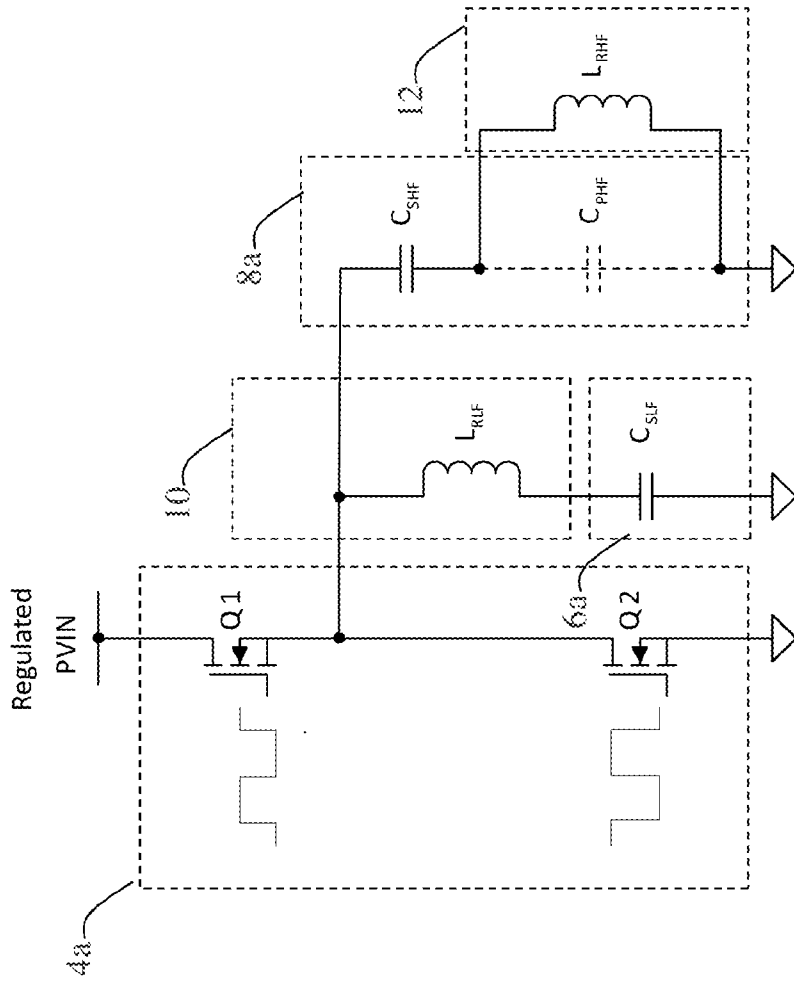 Regulated
PVIN
4a
Q1
Q2
10
L_RLF
6a
C_SLF
8a
C_SHF
C_PHF
12
L_RHF